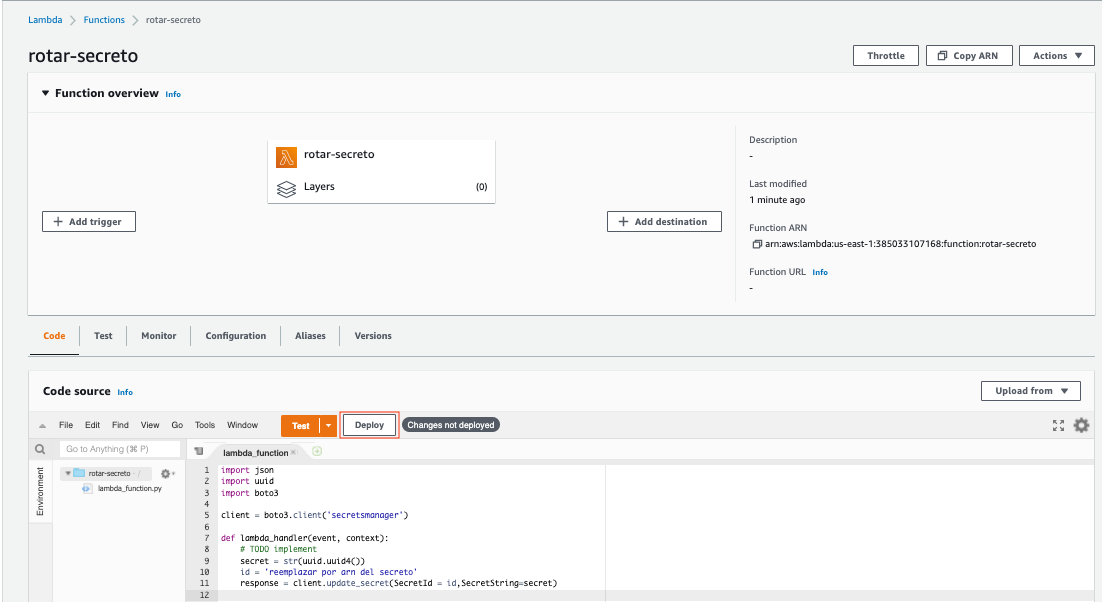 Lambda > Functions > rotar-secreto
rotar-secreto
Throttle Copy ARN Actions
Function overview Info
rotar-secreto
Layers (0)
Add trigger
Add destination
Description
-
Last modified
1 minute ago
Function ARN
arn:aws:lambda:us-east-1:385033107168:function:rotar-secreto
Function URL Info
-
Code Test Monitor Configuration Aliases Versions
Code source Info
Upload from
File Edit Find View Go Tools Window Test Deploy Changes not deployed
Go to Anything (⌘ P)
lambda_function
Environment
rotar-secreto - /
lambda_function.py
1 import json
2 import uuid
3 import boto3
4
5 client = boto3.client('secretsmanager')
6
7 def lambda_handler(event, context):
8 # TODO implement
9 secret = str(uuid.uuid4())
10 id = 'reemplazar por arn del secreto'
11 response = client.update_secret(SecretId = id,SecretString=secret)
12